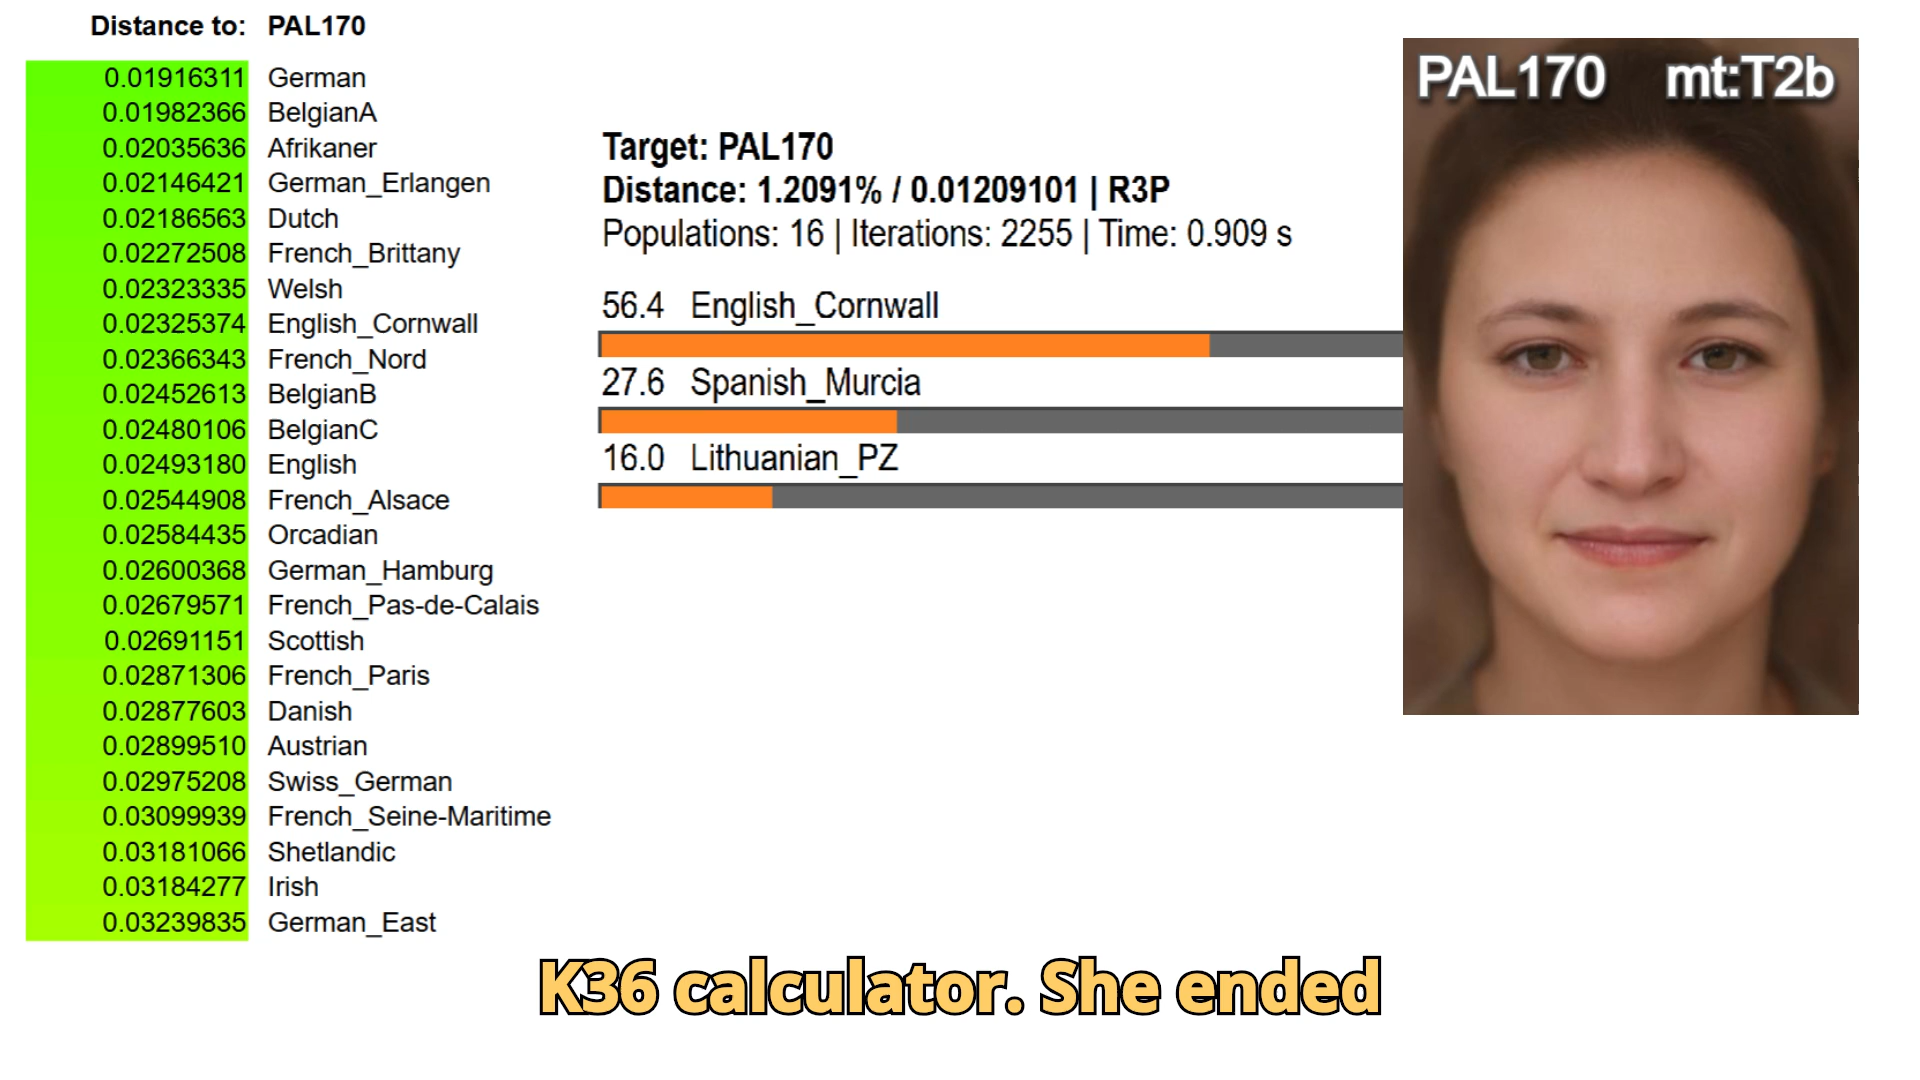 Distance to: PAL170
0.01916311 German
0.01982366 BelgianA
0.02035636 Afrikaner
0.02146421 German_Erlangen
0.02186563 Dutch
0.02272508 French_Brittany
0.02323335 Welsh
0.02325374 English_Cornwall
0.02366343 French_Nord
0.02452613 BelgianB
0.02480106 BelgianC
0.02493180 English
0.02544908 French_Alsace
0.02584435 Orcadian
0.02600368 German_Hamburg
0.02679571 French_Pas-de-Calais
0.02691151 Scottish
0.02871306 French_Paris
0.02877603 Danish
0.02899510 Austrian
0.02975208 Swiss_German
0.03099939 French_Seine-Maritime
0.03181066 Shetlandic
0.03184277 Irish
0.03239835 German_East
Target: PAL170
Distance: 1.2091% / 0.01209101 | R3P
Populations: 16 | Iterations: 2255 | Time: 0.909 s
56.4 English_Cornwall
27.6 Spanish_Murcia
16.0 Lithuanian_PZ
PAL170 mt:T2b
K36 calculator. She ended